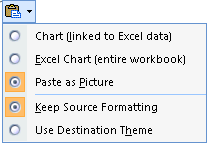 Chart (linked to Excel data)
Excel Chart (entire workbook)
Paste as Picture
Keep Source Formatting
Use Destination Theme